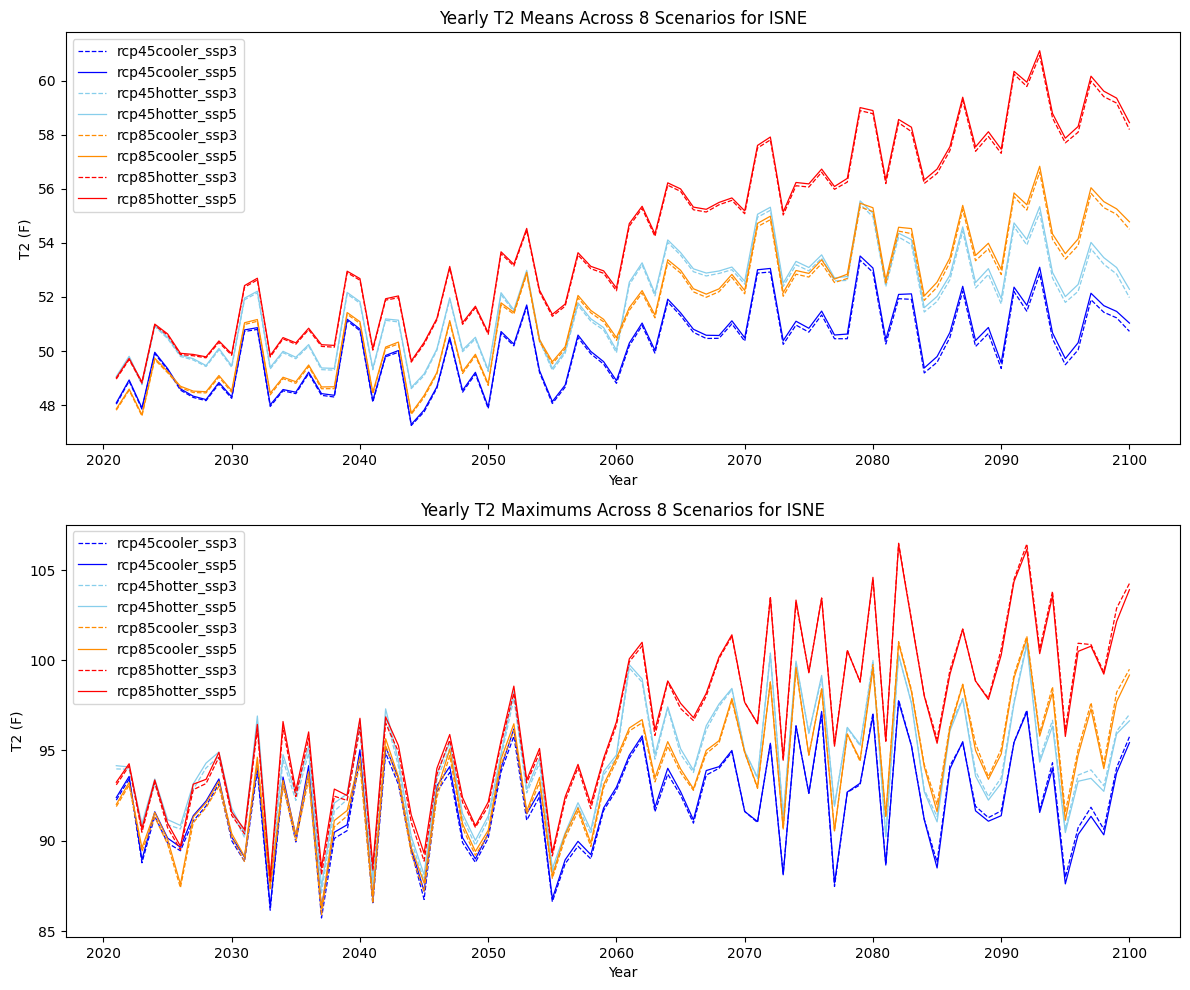 Yearly T2 Means Across 8 Scenarios for ISNE
rcp45cooler_ssp3
rcp45cooler_ssp5
rcp45hotter_ssp3
rcp45hotter_ssp5
rcp85cooler_ssp3
rcp85cooler_ssp5
rcp85hotter_ssp3
rcp85hotter_ssp5
60
58
56
54
52
50
48
T2 (F)
2020 2030 2040 2050 2060 2070 2080 2090 2100
Year
Yearly T2 Maximums Across 8 Scenarios for ISNE
rcp45cooler_ssp3
rcp45cooler_ssp5
rcp45hotter_ssp3
rcp45hotter_ssp5
rcp85cooler_ssp3
rcp85cooler_ssp5
rcp85hotter_ssp3
rcp85hotter_ssp5
105
100
95
90
85
T2 (F)
2020 2030 2040 2050 2060 2070 2080 2090 2100
Year